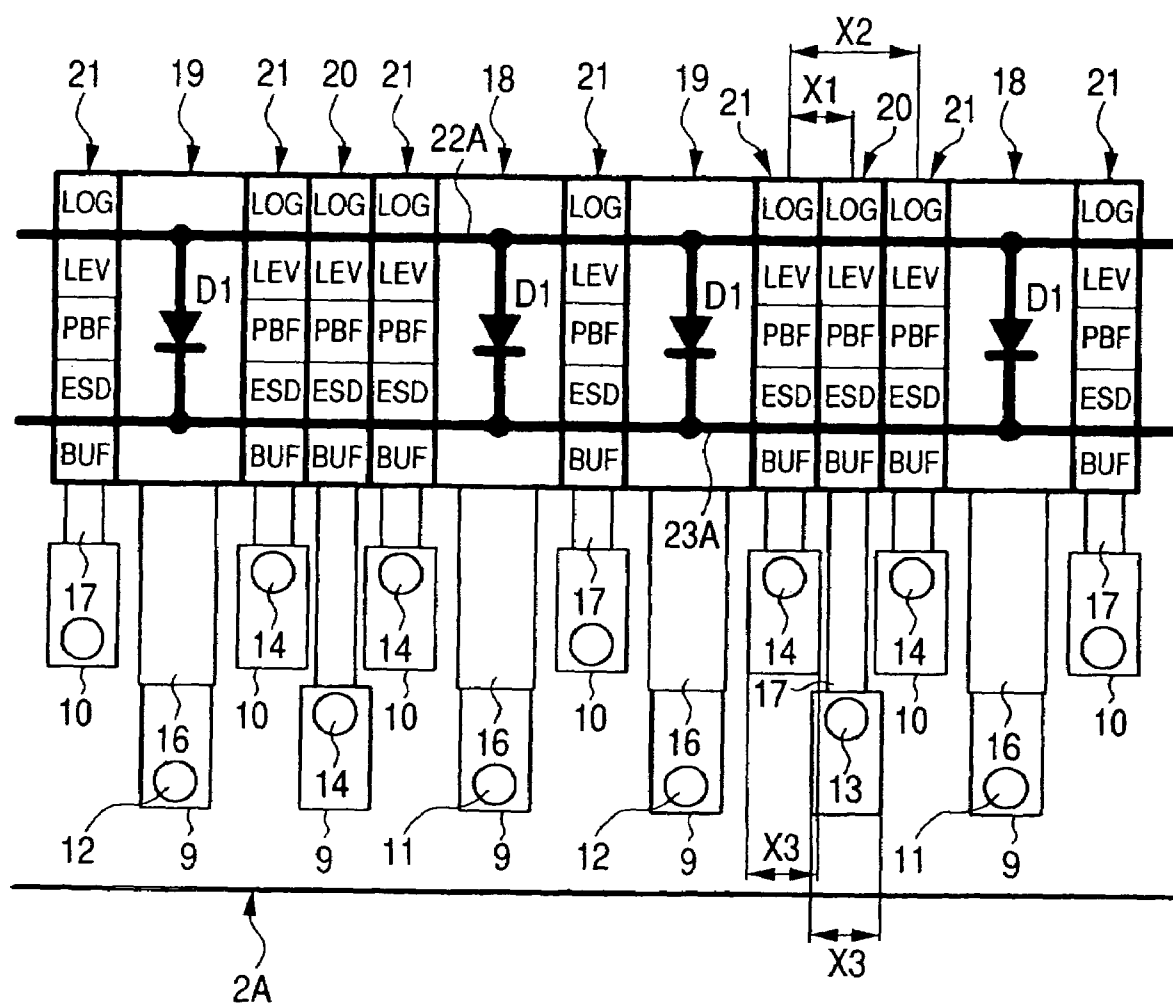 X2
21 19 21 20 21 18 21 19 X1 18 21
21 20 21
22A
LOG LOG LOG LOG LOG LOG LOG LOG LOG
LEV LEV LEV LEV LEV LEV LEV LEV LEV
D1 D1 D1 D1
PBF PBF PBF PBF PBF PBF PBF PBF PBF
ESD ESD ESD ESD ESD ESD ESD ESD ESD
BUF BUF BUF BUF BUF BUF BUF BUF BUF
23A
17 17 17
14 14 14 14
10 10 10 10 17 10 10
16 14 16 16 13 16
12 9 9 11 9 12 9 X3 11 9
X3
2A